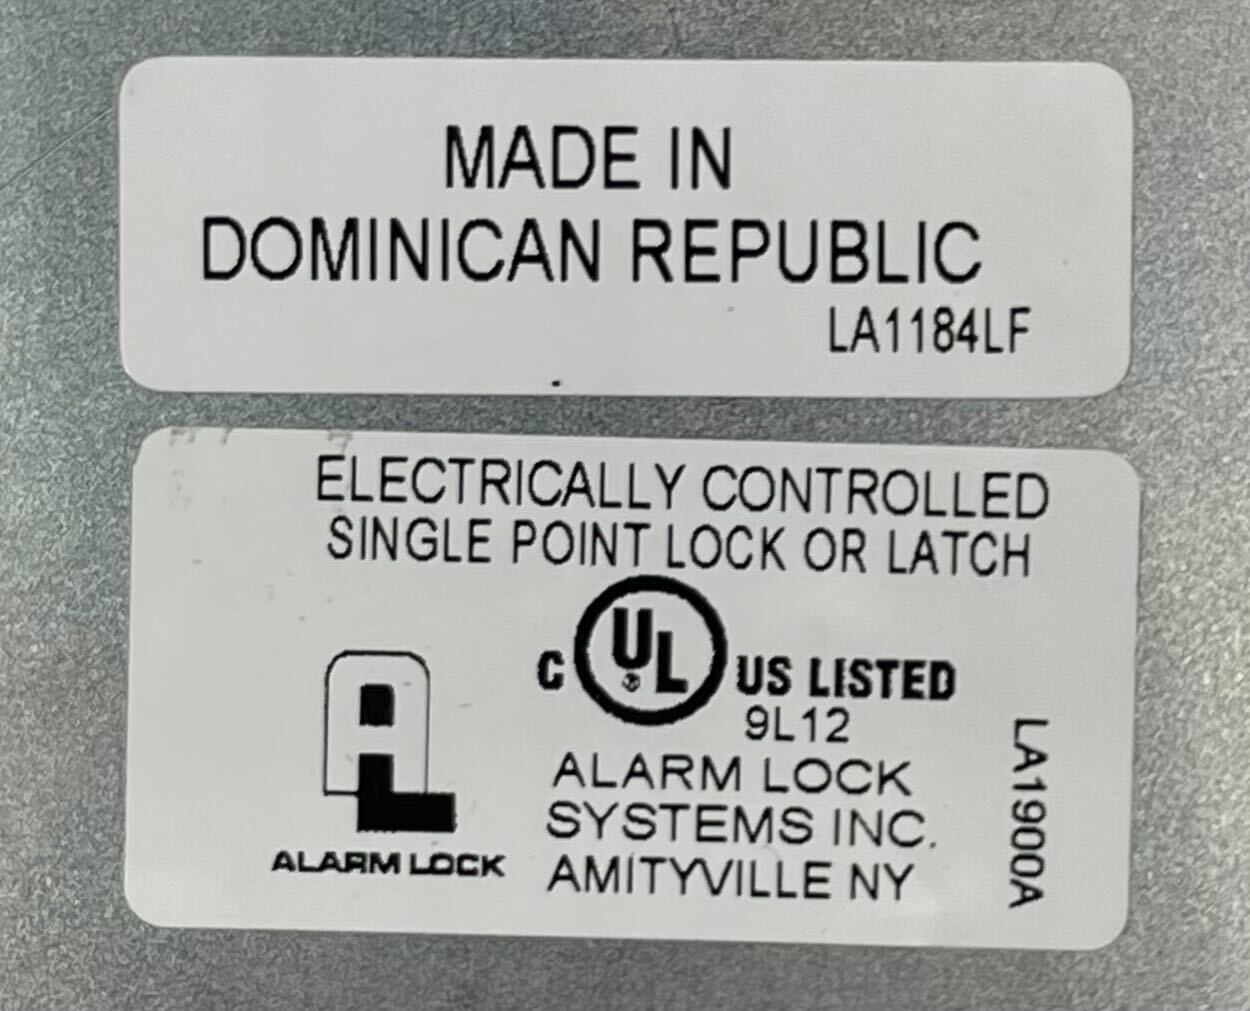 MADE IN
DOMINICAN REPUBLIC
LA1184LF
ELECTRICALLY CONTROLLED
SINGLE POINT LOCK OR LATCH
C UL US LISTED
9L12
AL
ALARM LOCK
ALARM LOCK
SYSTEMS INC.
AMITYVILLE NY
LA1900A